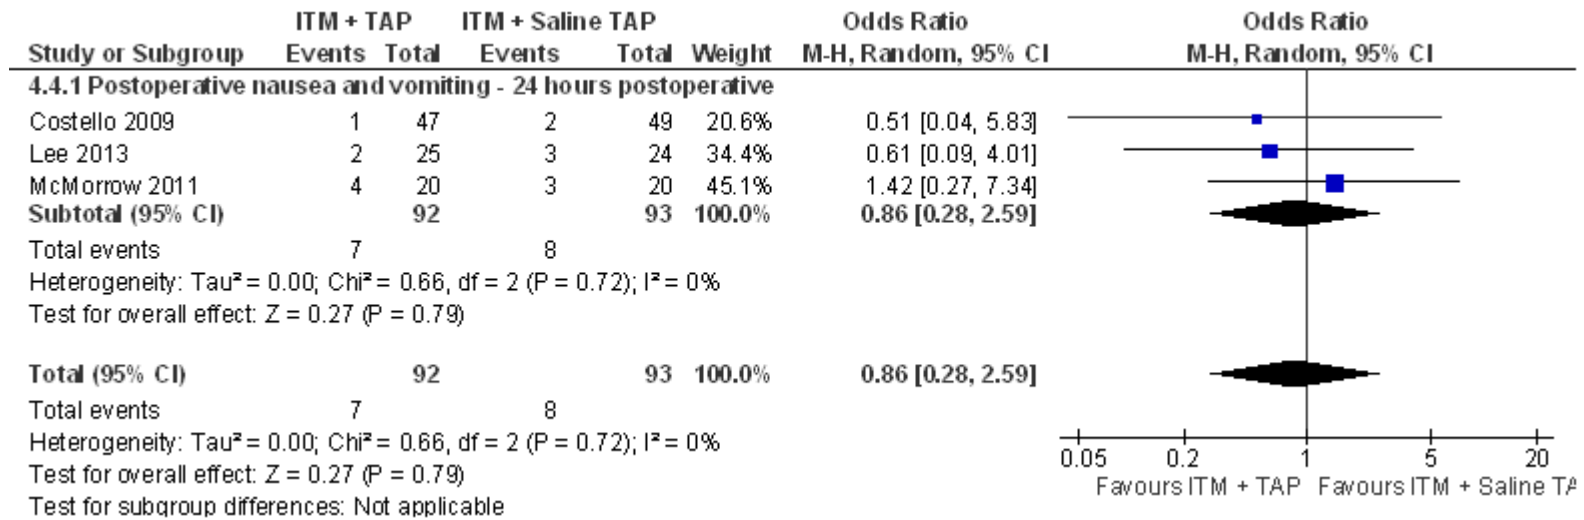 ITM + TAP ITM + Saline TAP Odds Ratio Odds Ratio
Study or Subgroup Events Total Events Total Weight M-H, Random, 95% CI M-H, Random, 95% CI
4.4.1 Postoperative nausea and vomiting - 24 hours postoperative
Costello 2009 1 47 2 49 20.6% 0.51 [0.04, 5.83]
Lee 2013 2 25 3 24 34.4% 0.61 [0.09, 4.01]
McMorrow 2011 4 20 3 20 45.1% 1.42 [0.27, 7.34]
Subtotal (95% CI) 92 93 100.0% 0.86 [0.28, 2.59]
Total events 7 8
Heterogeneity: Tau² = 0.00; Chi² = 0.66, df = 2 (P = 0.72); I² = 0%
Test for overall effect: Z = 0.27 (P = 0.79)
Total (95% CI) 92 93 100.0% 0.86 [0.28, 2.59]
Total events 7 8
Heterogeneity: Tau² = 0.00; Chi² = 0.66, df = 2 (P = 0.72); I² = 0%
Test for overall effect: Z = 0.27 (P = 0.79)
Test for subgroup differences: Not applicable
0.05 0.2 1 5 20
Favours ITM + TAP Favours ITM + Saline TA